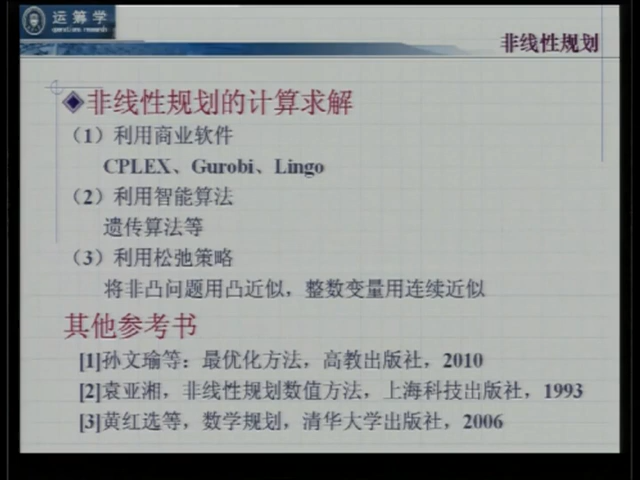 运筹学
operations research
非线性规划
非线性规划的计算求解
（1）利用商业软件
CPLEX、Gurobi、Lingo
（2）利用智能算法
遗传算法等
（3）利用松弛策略
将非凸问题用凸近似，整数变量用连续近似
其他参考书
[1]孙文瑜等：最优化方法，高教出版社，2010
[2]袁亚湘，非线性规划数值方法，上海科技出版社，1993
[3]黄红选等，数学规划，清华大学出版社，2006